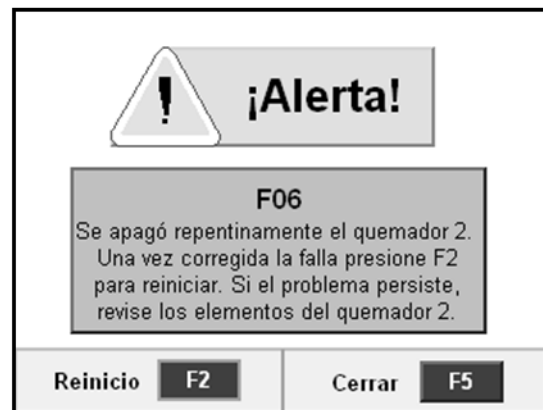 !
¡Alerta!
F06
Se apagó repentinamente el quemador 2.
Una vez corregida la falla presione F2
para reiniciar. Si el problema persiste,
revise los elementos del quemador 2.
Reinicio F2 Cerrar F5